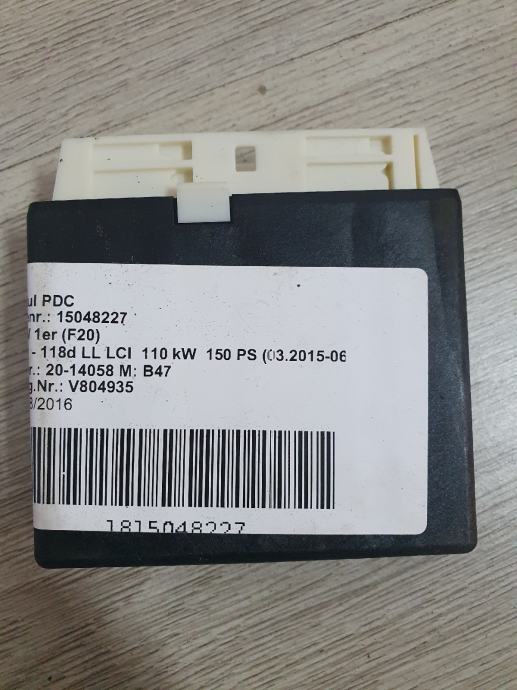 ul PDC
nr.: 15048227
/ 1er (F20)
- 118d LL LCI 110 kW 150 PS (03.2015-06
r.: 20-14058 M: B47
g.Nr.: V804935
/2016
1815048227